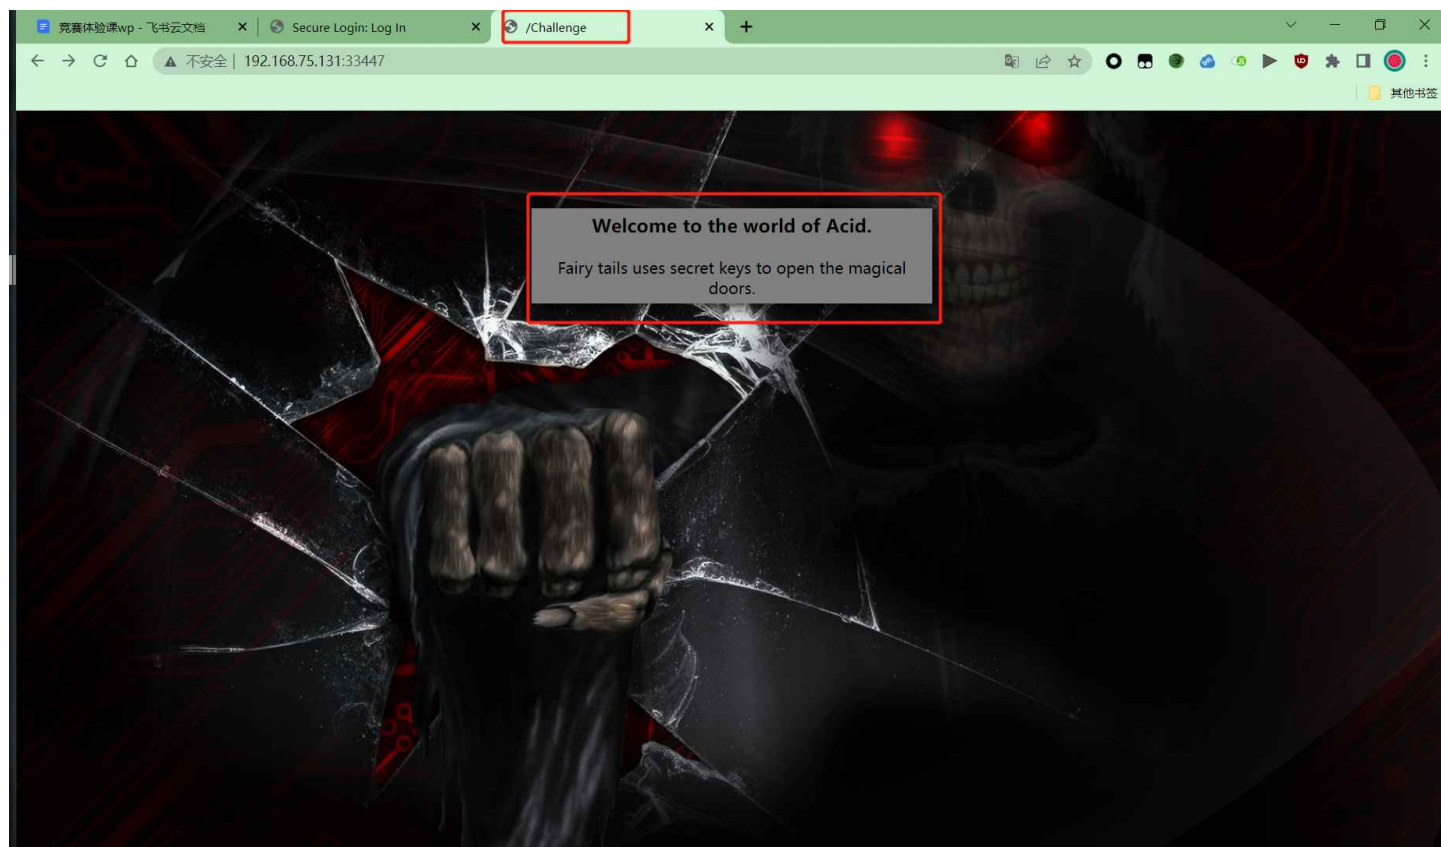 竞赛体验课wp - 飞书云文档
Secure Login: Log In
/Challenge
不安全 | 192.168.75.131:33447
其他书签
Welcome to the world of Acid.
Fairy tails uses secret keys to open the magical
doors.